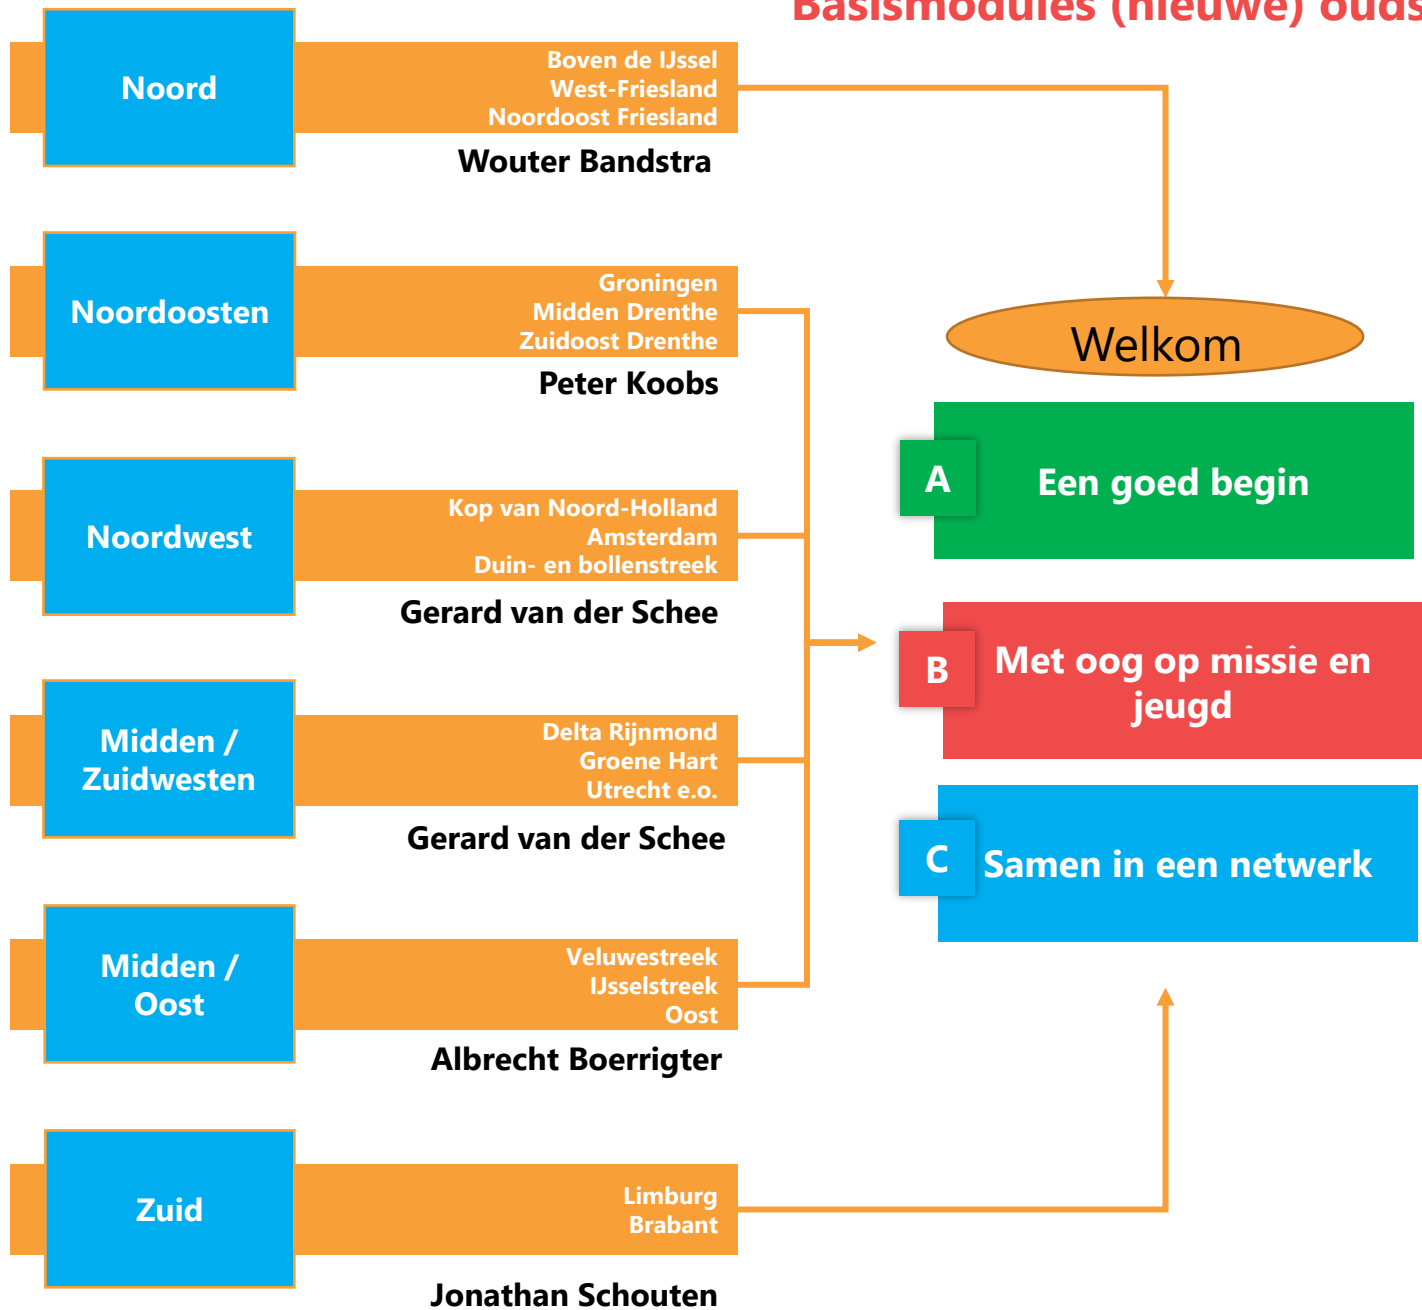 Basismodules (nieuwe)
Noord
Boven de IJssel
West-Friesland
Noordoost Friesland
Wouter Bandstra
Noordoosten
Groningen
Midden Drenthe
Zuidoost Drenthe
Peter Koobs
Noordwest
Kop van Noord-Holland
Amsterdam
Duin- en bollenstreek
Gerard van der Schee
Midden /
Zuidwesten
Delta Rijnmond
Groene Hart
Utrecht e.o.
Gerard van der Schee
Midden /
Oost
Veluwestreek
IJsselstreek
Oost
Albrecht Boerrigter
Zuid
Limburg
Brabant
Jonathan Schouten
Welkom
A
Een goed begin
B
Met oog op missie en
jeugd
C
Samen in een netwerk